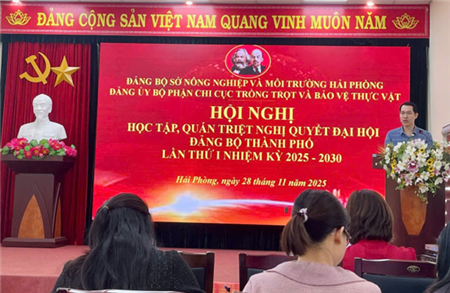 ĐẢNG CỘNG SẢN VIỆT NAM QUANG VINH MUÔN NĂM
ĐẢNG BỘ SỞ NÔNG NGHIỆP VÀ MÔI TRƯỜNG HẢI PHÒNG
ĐẢNG ỦY BỘ PHẬN CHI CỤC TRỒNG TRỌT VÀ BẢO VỆ THỰC VẬT
HỘI NGHỊ
HỌC TẬP, QUÁN TRIỆT NGHỊ QUYẾT ĐẠI HỘI
ĐẢNG BỘ THÀNH PHỐ
LẦN THỨ I NHIỆM KỲ 2025 - 2030
Hải Phòng, ngày 28 tháng 11 năm 2025